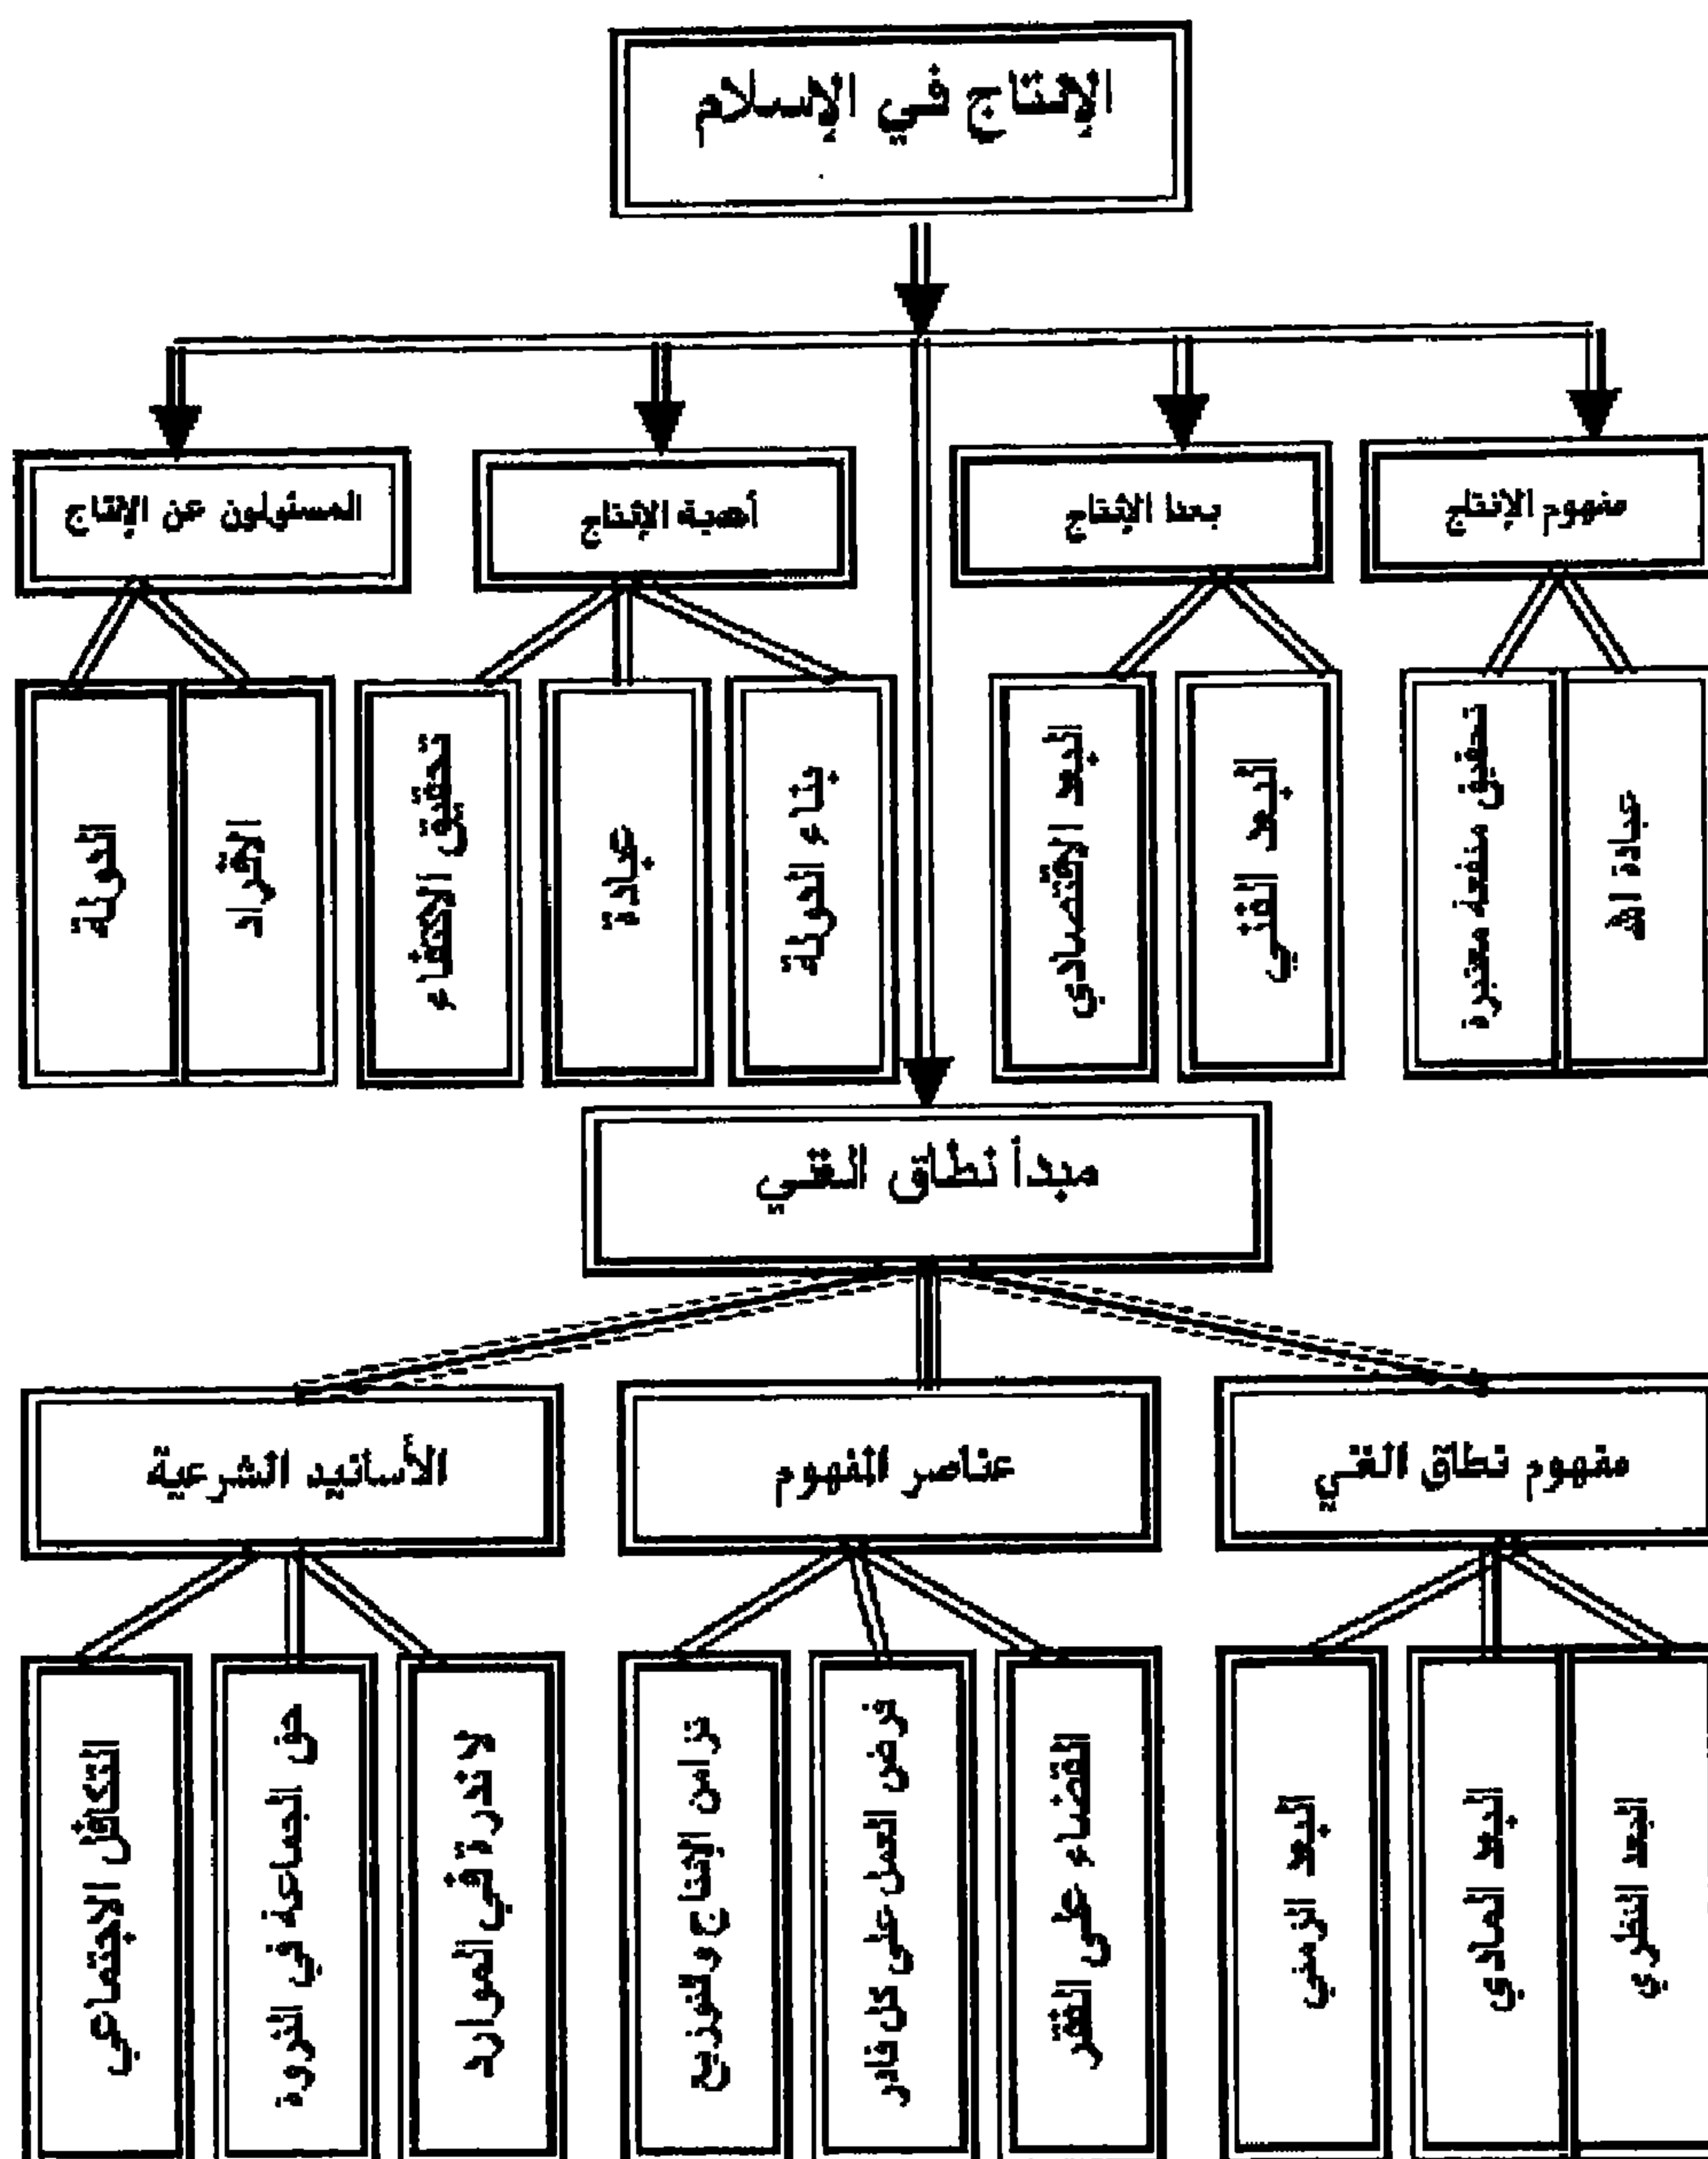 الإنتاج في الإسلام
مفهوم الإنتاج
بعدا الإنتاج
أهمية الإنتاج
المسئولون عن الإنتاج
عبادة الله
تحقيق منفعة معتبرة
البعد الفني
البعد الاقتصادي
بناء الدولة
عبادة
تحقيق الاكتفاء
الأفراد
الدولة
مبدأ نطاق الغني
مفهوم نطاق الغني
عناصر المفهوم
الأسانيد الشرعية
البعد النظري
البعد المادي
البعد الزمني
القضاء على الفقر
فرض العمل على كل قادر
تزامن الإنتاج والتوزيع
لا ندرة في الموارد
حق الجماعة في الثروة
التكافل الاجتماعي